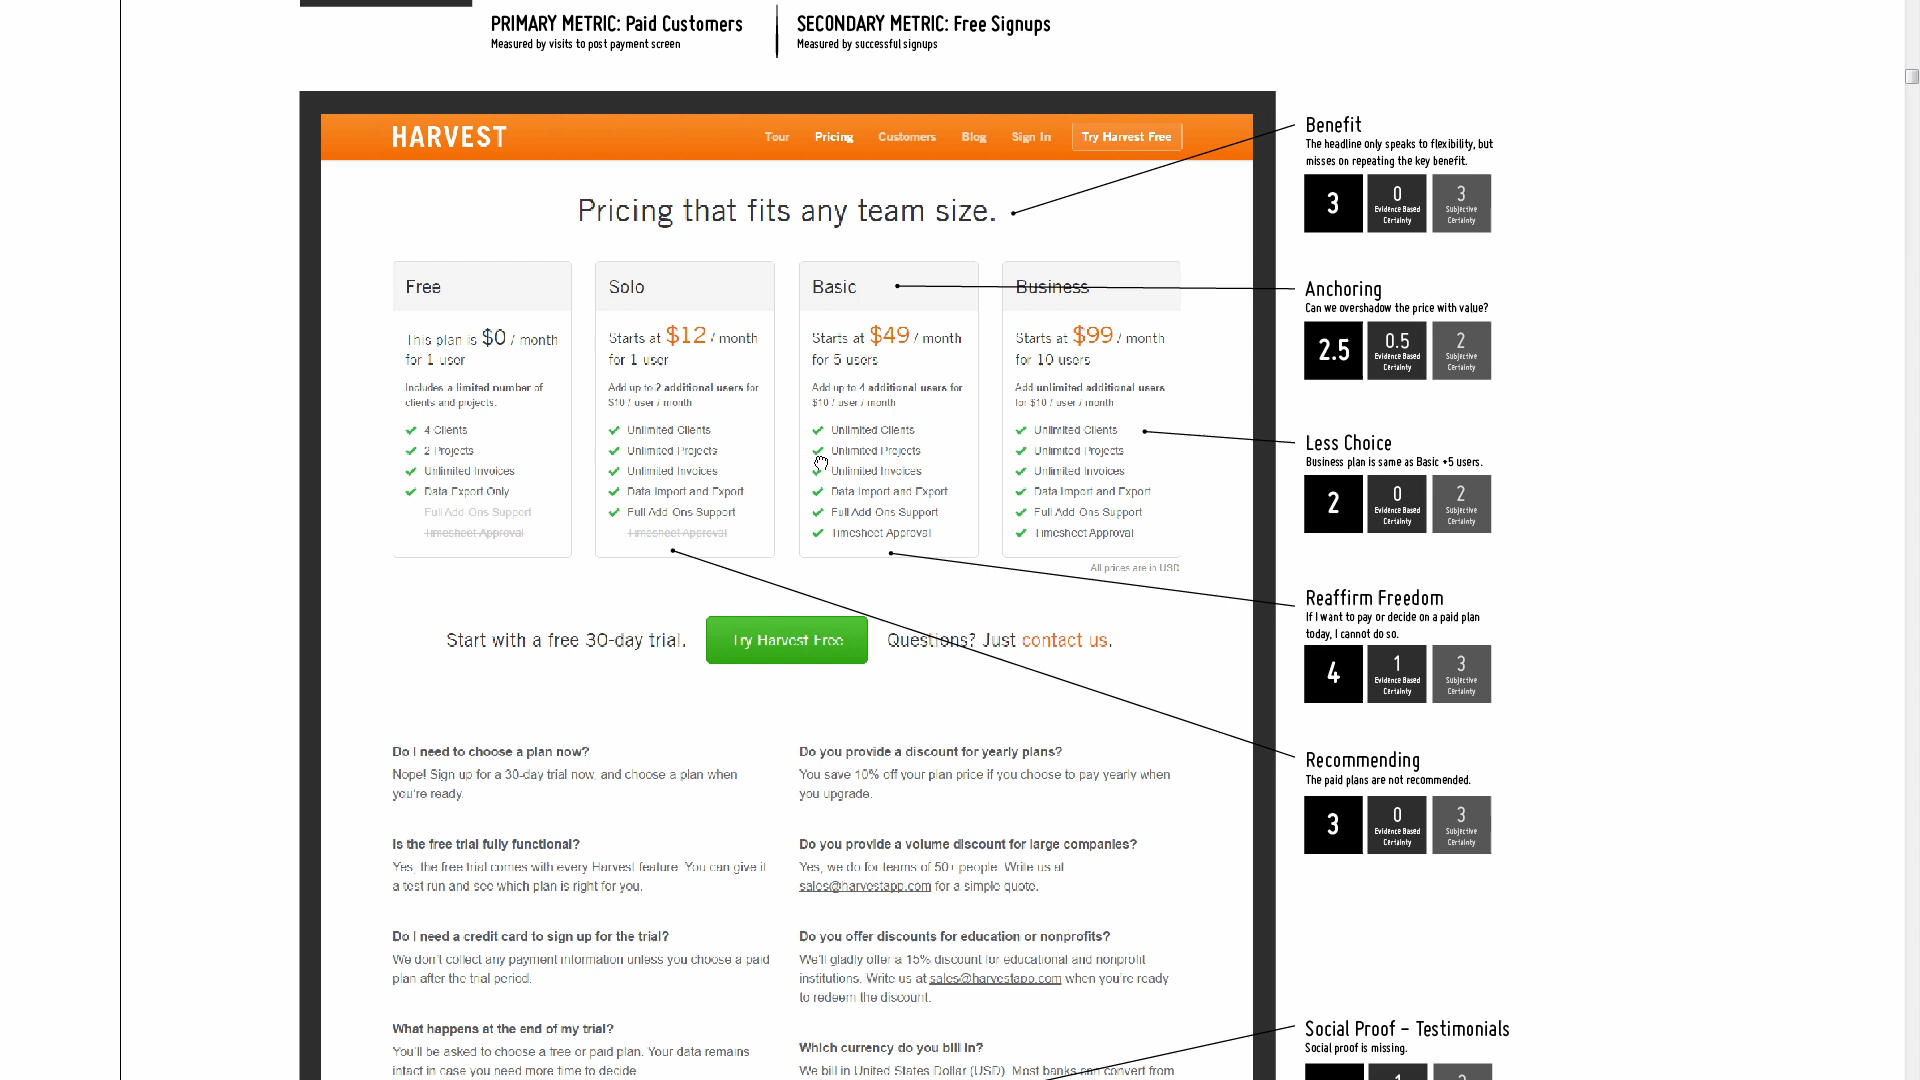 PRIMARY METRIC: Paid Customers
Measured by visits to post payment screen
SECONDARY METRIC: Free Signups
Measured by successful signups
HARVEST
Tour
Pricing
Customers
Blog
Sign In
Try Harvest Free
Pricing that fits any team size.
Free
This plan is $0 / month
for 1 user
Includes a limited number of
clients and projects.
4 Clients
2 Projects
Unlimited Invoices
Data Export Only
Full Add-Ons Support
Timesheet Approval
Solo
Starts at $12 / month
for 1 user
Add up to 2 additional users for
$10 / user / month
Unlimited Clients
Unlimited Projects
Unlimited Invoices
Data Import and Export
Full Add-Ons Support
Timesheet Approval
Basic
Starts at $49 / month
for 5 users
Add up to 4 additional users for
$10 / user / month
Unlimited Clients
Unlimited Projects
Unlimited Invoices
Data Import and Export
Full Add-Ons Support
Timesheet Approval
Business
Starts at $99 / month
for 10 users
Add unlimited additional users
for $10 / user / month
Unlimited Clients
Unlimited Projects
Unlimited Invoices
Data Import and Export
Full Add-Ons Support
Timesheet Approval
All prices are in USD
Start with a free 30-day trial.
Try Harvest Free
Questions? Just contact us.
Do I need to choose a plan now?
Nope! Sign up for a 30-day trial now, and choose a plan when
you're ready.
Is the free trial fully functional?
Yes, the free trial comes with every Harvest feature. You can give it
a test run and see which plan is right for you.
Do I need a credit card to sign up for the trial?
We don't collect any payment information unless you choose a paid
plan after the trial period.
What happens at the end of my trial?
You'll be asked to choose a free or paid plan. Your data remains
intact in case you need more time to decide
Do you provide a discount for yearly plans?
You save 10% off your plan price if you choose to pay yearly when
you upgrade.
Do you provide a volume discount for large companies?
Yes, we do for teams of 50+ people. Write us at
sales@harvestapp.com for a simple quote.
Do you offer discounts for education or nonprofits?
We'll gladly offer a 15% discount for educational and nonprofit
institutions. Write us at sales@harvestapp.com when you're ready
to redeem the discount.
Which currency do you bill in?
We bill in United States Dollar (USD). Most banks can convert from
Benefit
The headline only speaks to flexibility, but
misses on repeating the key benefit.
3
0
Evidence Based
Certainty
3
Subjective
Certainty
Anchoring
Can we overshadow the price with value?
2.5
0.5
Evidence Based
Certainty
2
Subjective
Certainty
Less Choice
Business plan is same as Basic +5 users.
2
0
Evidence Based
Certainty
2
Subjective
Certainty
Reaffirm Freedom
If I want to pay or decide on a paid plan
today, I cannot do so.
4
1
Evidence Based
Certainty
3
Subjective
Certainty
Recommending
The paid plans are not recommended.
3
0
Evidence Based
Certainty
3
Subjective
Certainty
Social Proof - Testimonials
Social proof is missing.